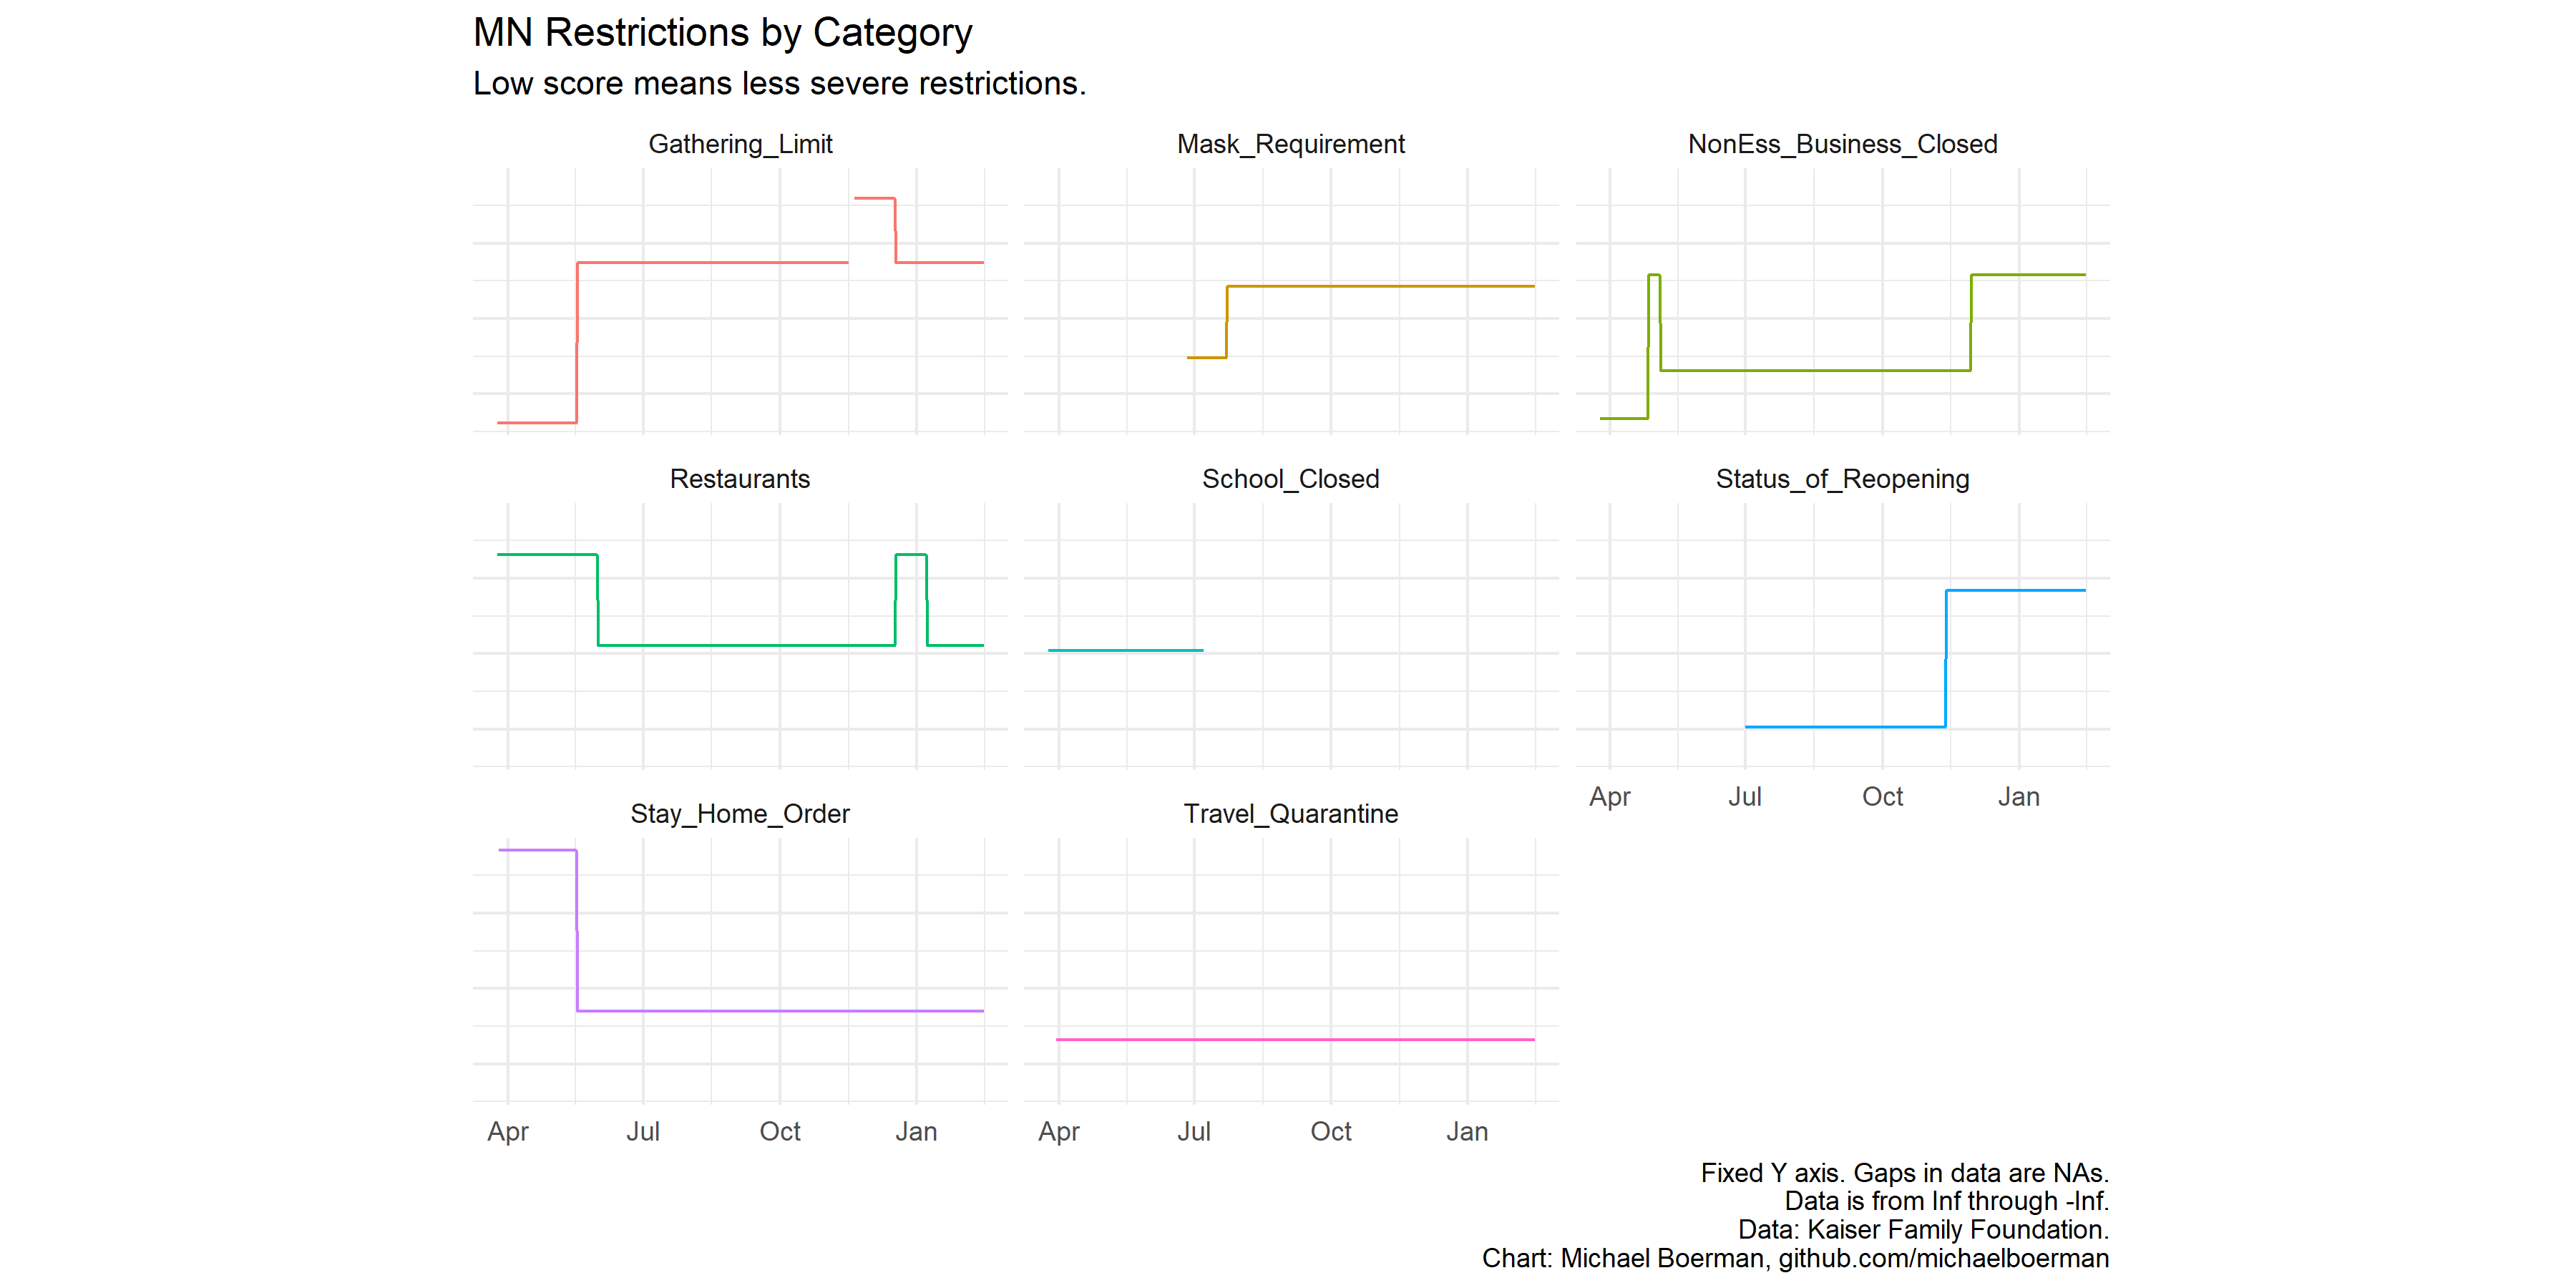 MN Restrictions by Category
Low score means less severe restrictions.
Gathering_Limit
Mask_Requirement
NonEss_Business_Closed
Restaurants
School_Closed
Status_of_Reopening
Apr Jul Oct Jan
Stay_Home_Order
Travel_Quarantine
Apr Jul Oct Jan
Apr Jul Oct Jan
Fixed Y axis. Gaps in data are NAs.
Data is from Inf through -Inf.
Data: Kaiser Family Foundation.
Chart: Michael Boerman, github.com/michaelboerman